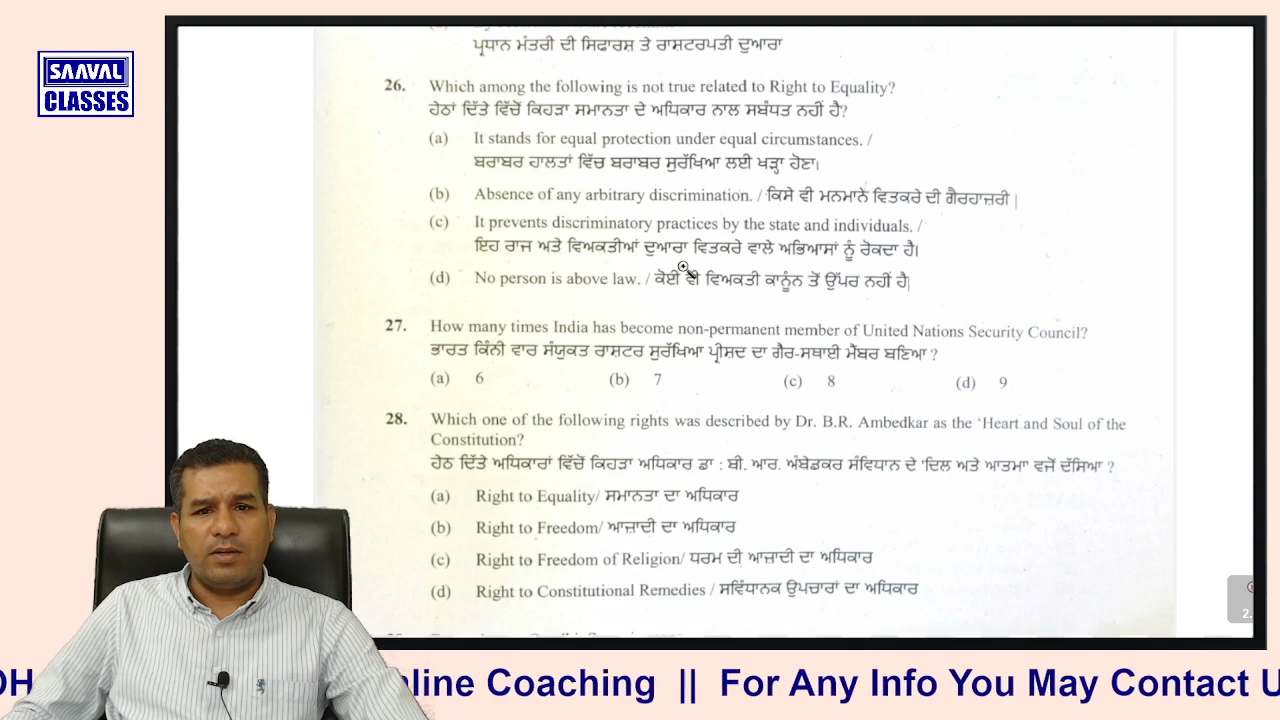 SAAVAL
CLASSES
ਪ੍ਰਧਾਨ ਮੰਤਰੀ ਦੀ ਸਿਫਾਰਸ਼ ਤੇ ਰਾਸ਼ਟਰਪਤੀ ਦੁਆਰਾ
26. Which among the following is not true related to Right to Equality?
ਹੇਠਾਂ ਦਿੱਤੇ ਵਿੱਚੋਂ ਕਿਹੜਾ ਸਮਾਨਤਾ ਦੇ ਅਧਿਕਾਰ ਨਾਲ ਸਬੰਧਤ ਨਹੀਂ ਹੈ?
(a) It stands for equal protection under equal circumstances. /
ਬਰਾਬਰ ਹਾਲਤਾਂ ਵਿੱਚ ਬਰਾਬਰ ਸੁਰੱਖਿਆ ਲਈ ਖੜ੍ਹਾ ਹੋਣਾ।
(b) Absence of any arbitrary discrimination. / ਕਿਸੇ ਵੀ ਮਨਮਾਨੇ ਵਿਤਕਰੇ ਦੀ ਗੈਰਹਾਜ਼ਰੀ |
(c) It prevents discriminatory practices by the state and individuals. /
ਇਹ ਰਾਜ ਅਤੇ ਵਿਅਕਤੀਆਂ ਦੁਆਰਾ ਵਿਤਕਰੇ ਵਾਲੇ ਅਭਿਆਸਾਂ ਨੂੰ ਰੋਕਦਾ ਹੈ।
(d) No person is above law. / ਕੋਈ ਵੀ ਵਿਅਕਤੀ ਕਾਨੂੰਨ ਤੋਂ ਉੱਪਰ ਨਹੀਂ ਹੈ|
27. How many times India has become non-permanent member of United Nations Security Council?
ਭਾਰਤ ਕਿੰਨੀ ਵਾਰ ਸੰਯੁਕਤ ਰਾਸ਼ਟਰ ਸੁਰੱਖਿਆ ਪ੍ਰੀਸ਼ਦ ਦਾ ਗੈਰ-ਸਥਾਈ ਮੈਂਬਰ ਬਣਿਆ ?
(a) 6 (b) 7 (c) 8 (d) 9
28. Which one of the following rights was described by Dr. B.R. Ambedkar as the ‘Heart and Soul of the
Constitution?
ਹੇਠ ਦਿੱਤੇ ਅਧਿਕਾਰਾਂ ਵਿੱਚੋਂ ਕਿਹੜਾ ਅਧਿਕਾਰ ਡਾ : ਬੀ. ਆਰ. ਅੰਬੇਡਕਰ ਸੰਵਿਧਾਨ ਦੇ 'ਦਿਲ ਅਤੇ ਆਤਮਾ' ਵਜੋਂ ਦੱਸਿਆ ?
(a) Right to Equality/ ਸਮਾਨਤਾ ਦਾ ਅਧਿਕਾਰ
(b) Right to Freedom/ ਆਜ਼ਾਦੀ ਦਾ ਅਧਿਕਾਰ
(c) Right to Freedom of Religion/ ਧਰਮ ਦੀ ਆਜ਼ਾਦੀ ਦਾ ਅਧਿਕਾਰ
(d) Right to Constitutional Remedies / ਸਵਿੰਧਾਨਕ ਉਪਚਾਰਾਂ ਦਾ ਅਧਿਕਾਰ
2.
Coaching || For Any Info You May Contact